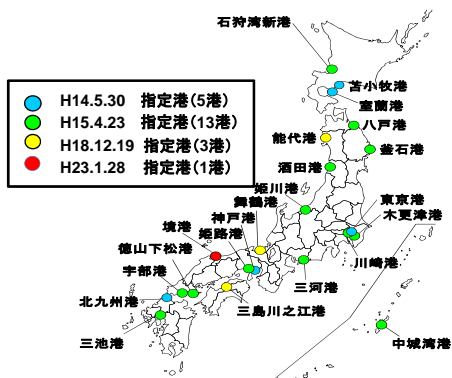 石狩湾新港
苫小牧港
室蘭港
H14.5.30 指定港(5港)
H15.4.23 指定港(13港)
H18.12.19 指定港(3港)
H23.1.28 指定港(1港)
八戸港
能代港
釜石港
酒田港
姫川港
舞鶴港
東京港
木更津港
境港
神戸港
姫路港
徳山下松港
宇部港
川崎港
三河港
北九州港
三島川之江港
三池港
中城湾港